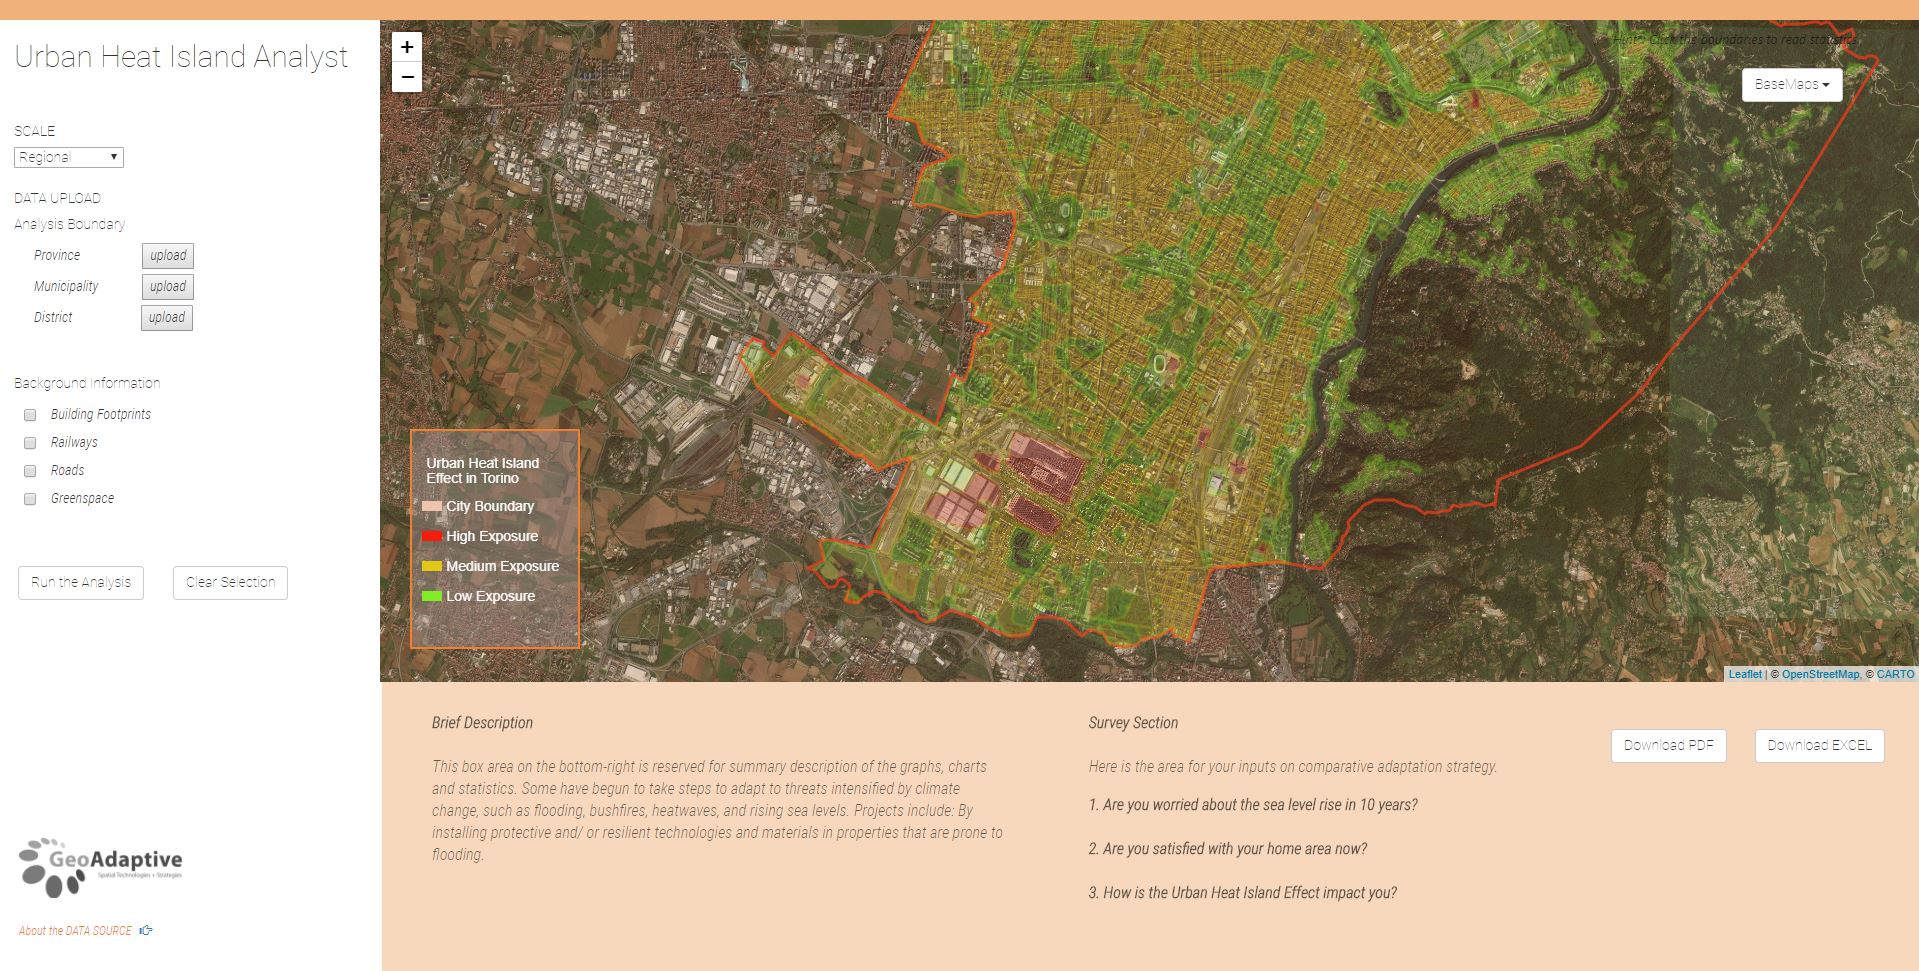 Urban Heat Island Analyst
SCALE
Regional
DATA UPLOAD
Analysis Boundary
Province upload
Municipality upload
District upload
Background Information
Building Footprints
Railways
Roads
Greenspace
Run the Analysis Clear Selection
GeoAdaptive
Spatial Technologies + Strategies
About the DATA SOURCE
+
−
Hint : Click the boundaries to read statistics.
BaseMaps
Urban Heat Island
Effect in Torino
City Boundary
High Exposure
Medium Exposure
Low Exposure
Leaflet | © OpenStreetMap, © CARTO
Brief Description
This box area on the bottom-right is reserved for summary description of the graphs, charts
and statistics. Some have begun to take steps to adapt to threats intensified by climate
change, such as flooding, bushfires, heatwaves, and rising sea levels. Projects include: By
installing protective and/ or resilient technologies and materials in properties that are prone to
flooding.
Survey Section
Here is the area for your inputs on comparative adaptation strategy.
1. Are you worried about the sea level rise in 10 years?
2. Are you satisfied with your home area now?
3. How is the Urban Heat Island Effect impact you?
Download PDF Download EXCEL